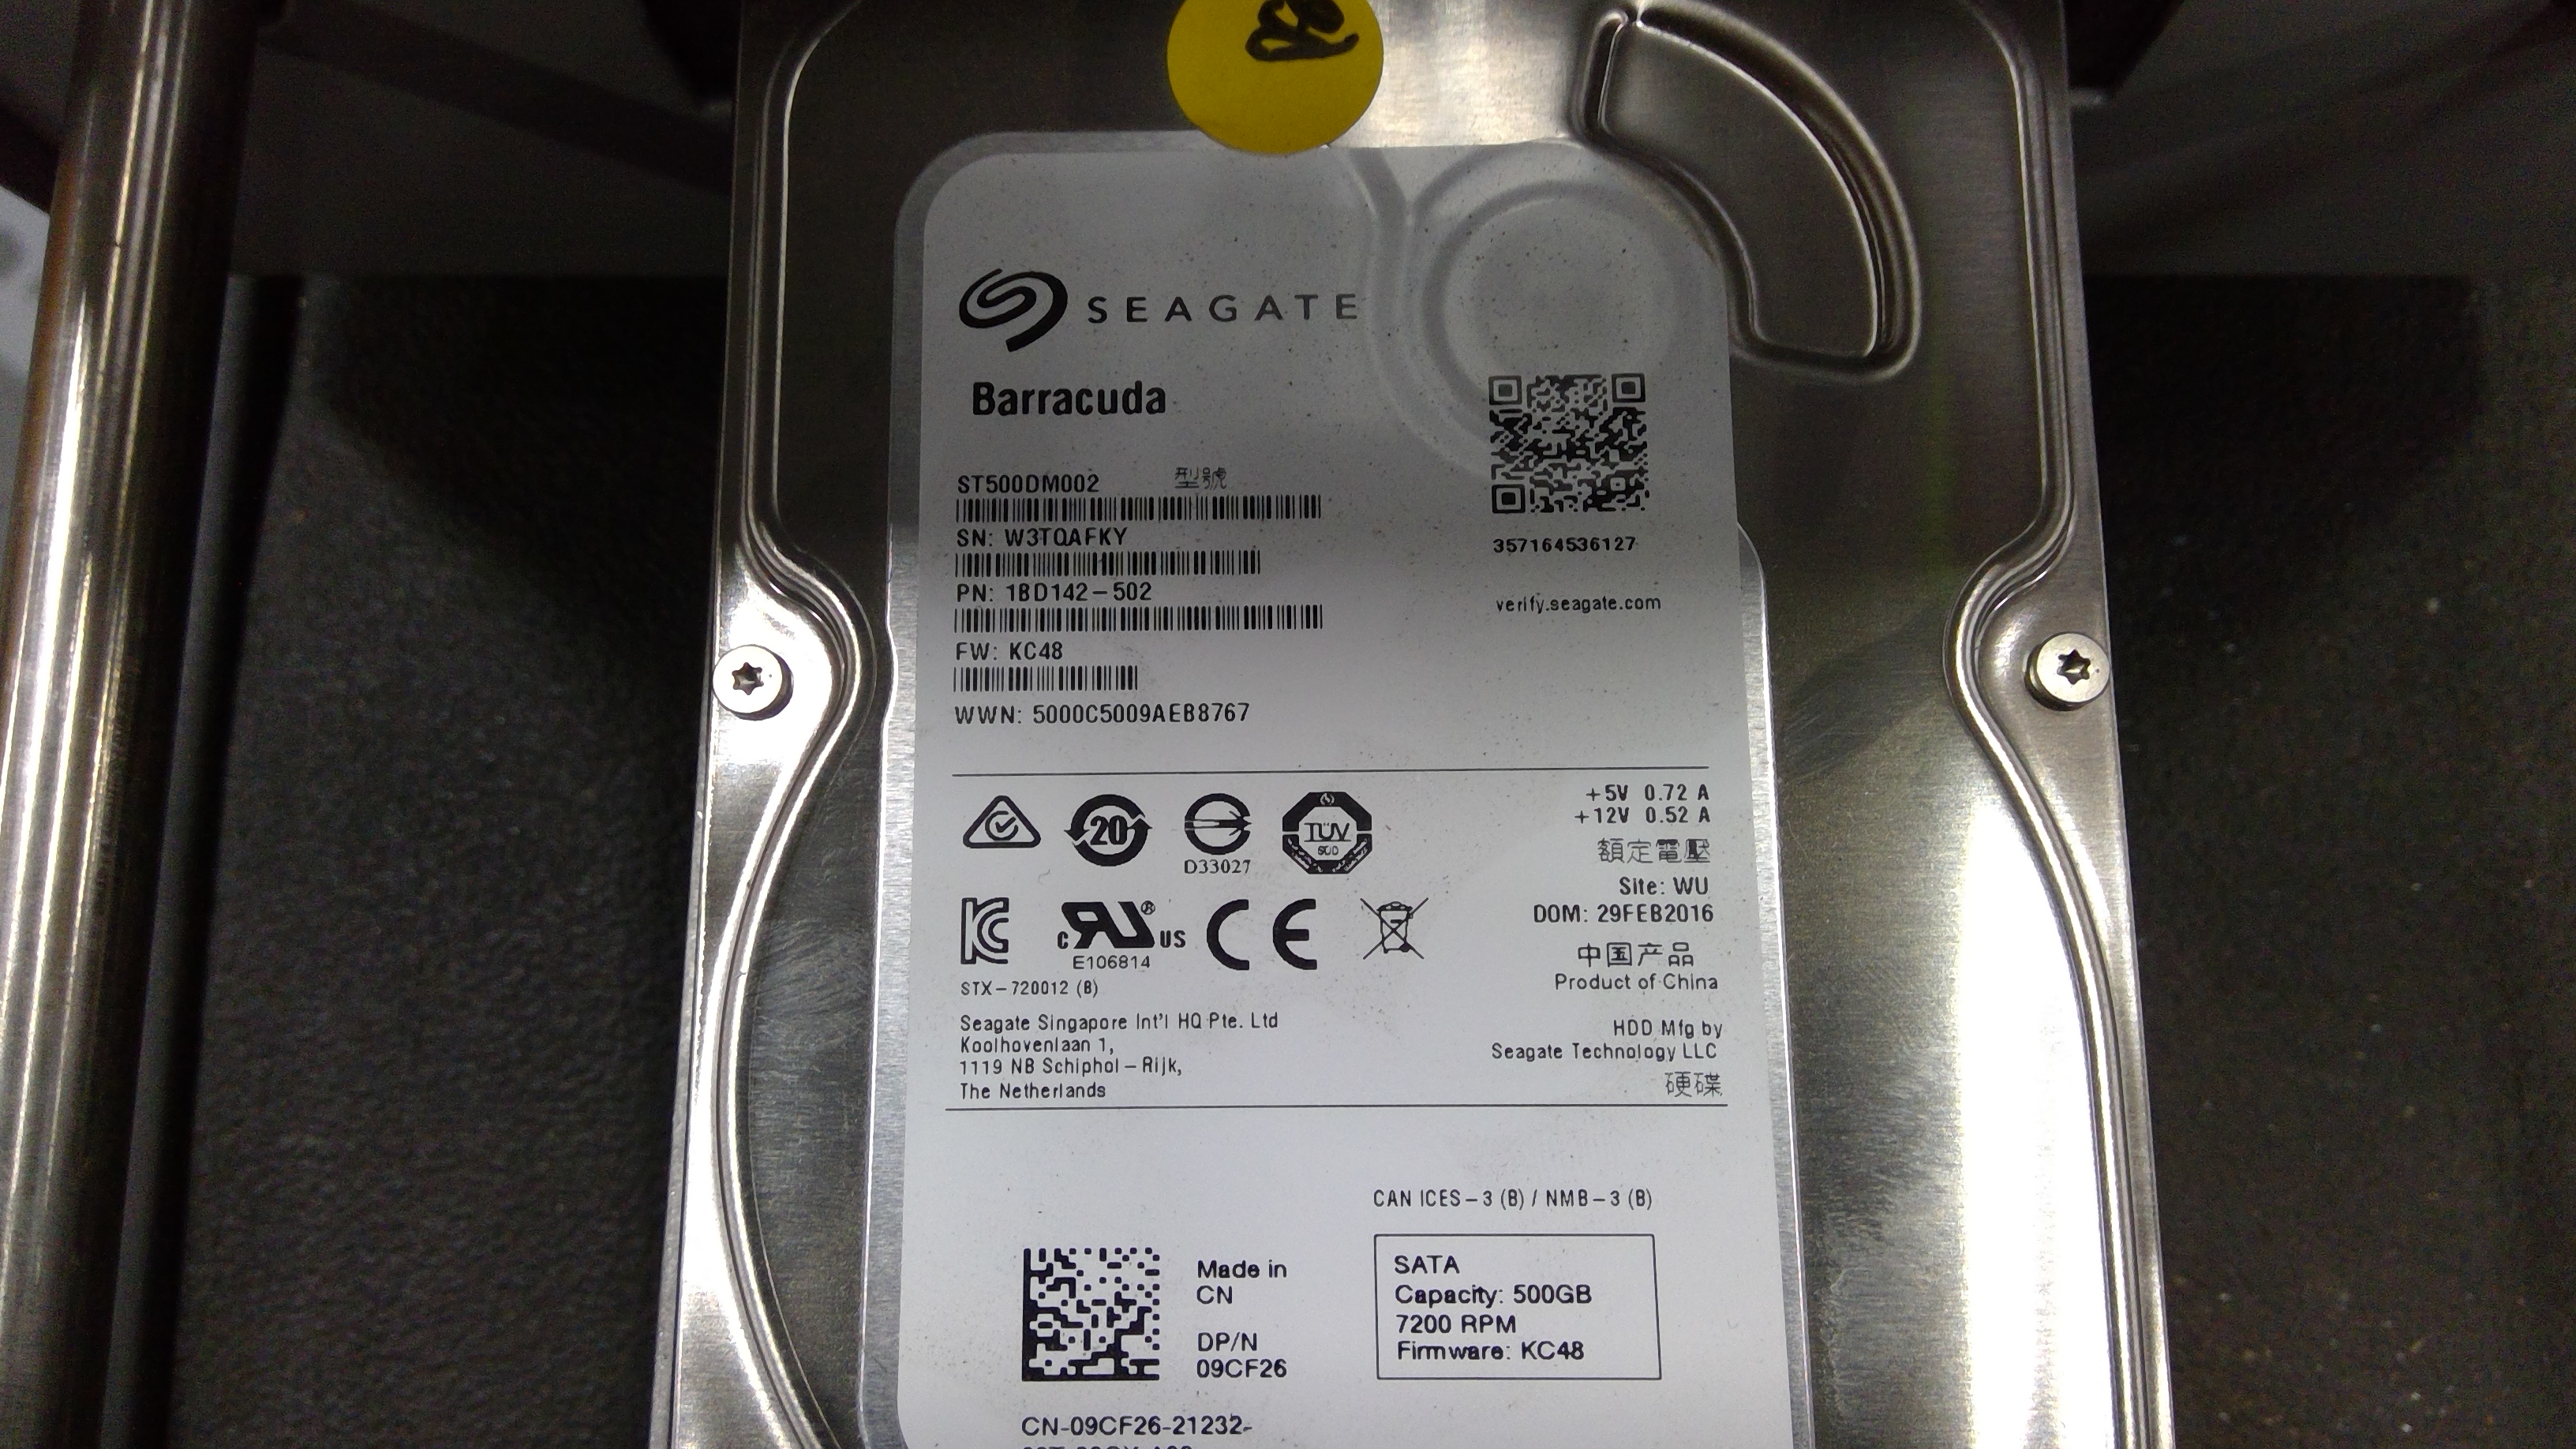 SEAGATE
Barracuda
ST500DM002 型號
SN: W3TQAFKY
PN: 1BD142-502
FW: KC48
WWN: 5000C5009AEB8767
357164536127
verify.seagate.com
20
D33027
TÜV
SÜD
+5V 0.72 A
+12V 0.52 A
額定電壓
Site: WU
DOM: 29FEB2016
中国产品
Product of China
c RU ® US
E106814
CE
STX-720012 (B)
Seagate Singapore Int'l HQ Pte. Ltd
Koolhovenlaan 1,
1119 NB Schiphol-Rijk,
The Netherlands
HDD Mfg by
Seagate Technology LLC
硬碟
CAN ICES-3 (B) / NMB-3 (B)
Made in
CN
DP/N
09CF26
SATA
Capacity: 500GB
7200 RPM
Firmware: KC48
CN-09CF26-21232-